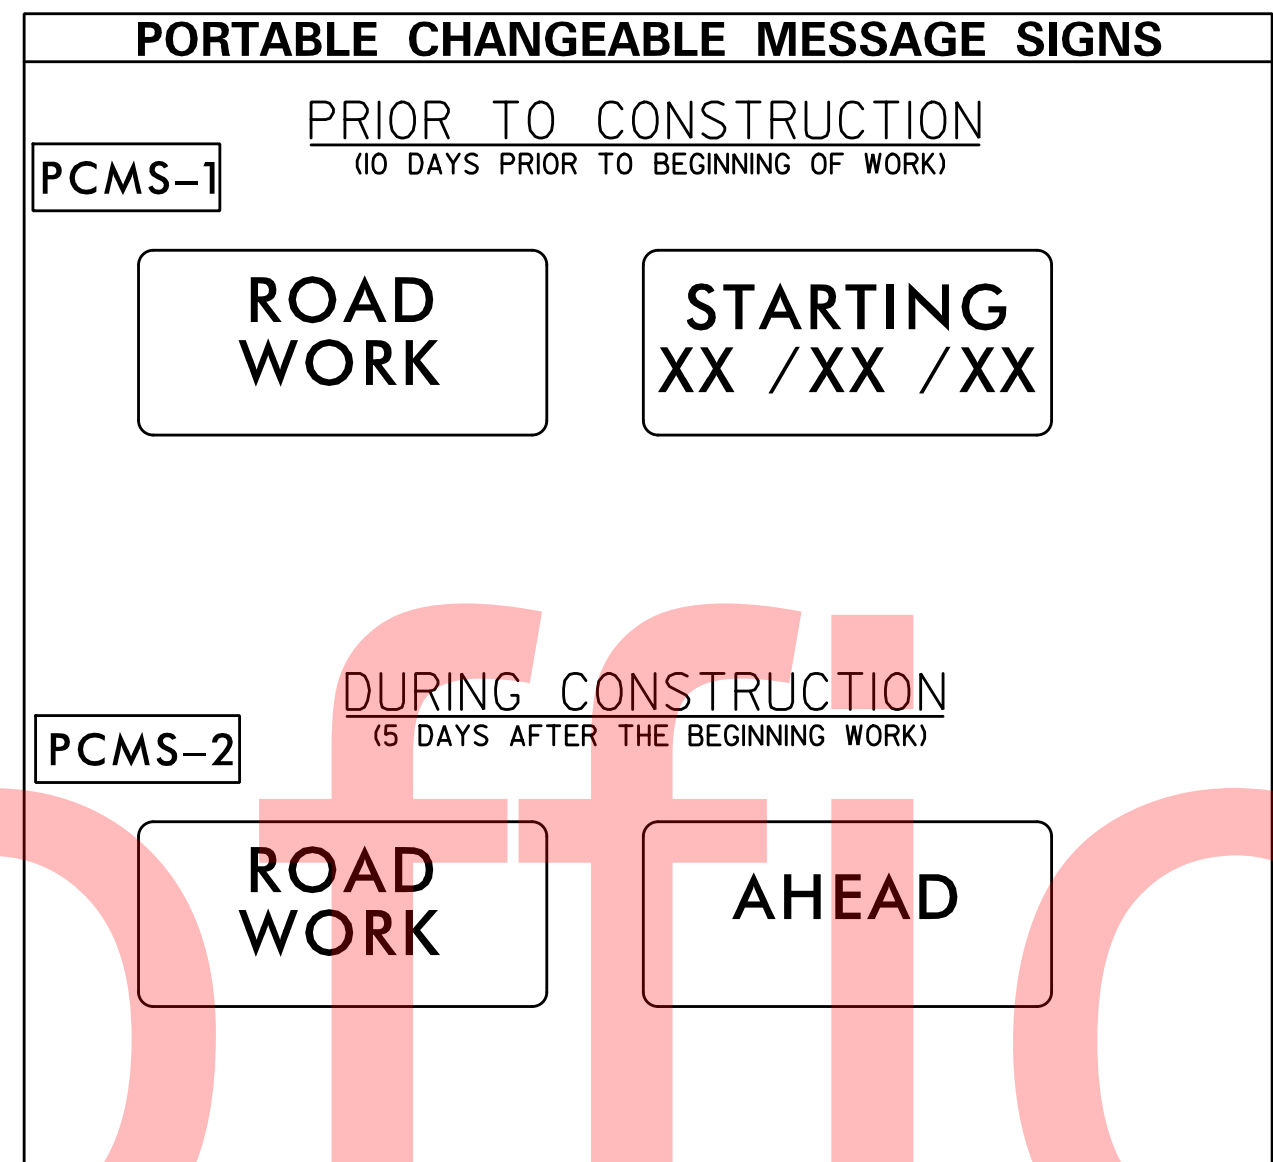 PORTABLE CHANGEABLE MESSAGE SIGNS
PRIOR TO CONSTRUCTION
(10 DAYS PRIOR TO BEGINNING OF WORK)
PCMS-1
ROAD
WORK
STARTING
XX /XX /XX
DURING CONSTRUCTION
(5 DAYS AFTER THE BEGINNING WORK)
PCMS-2
ROAD
WORK
AHEAD